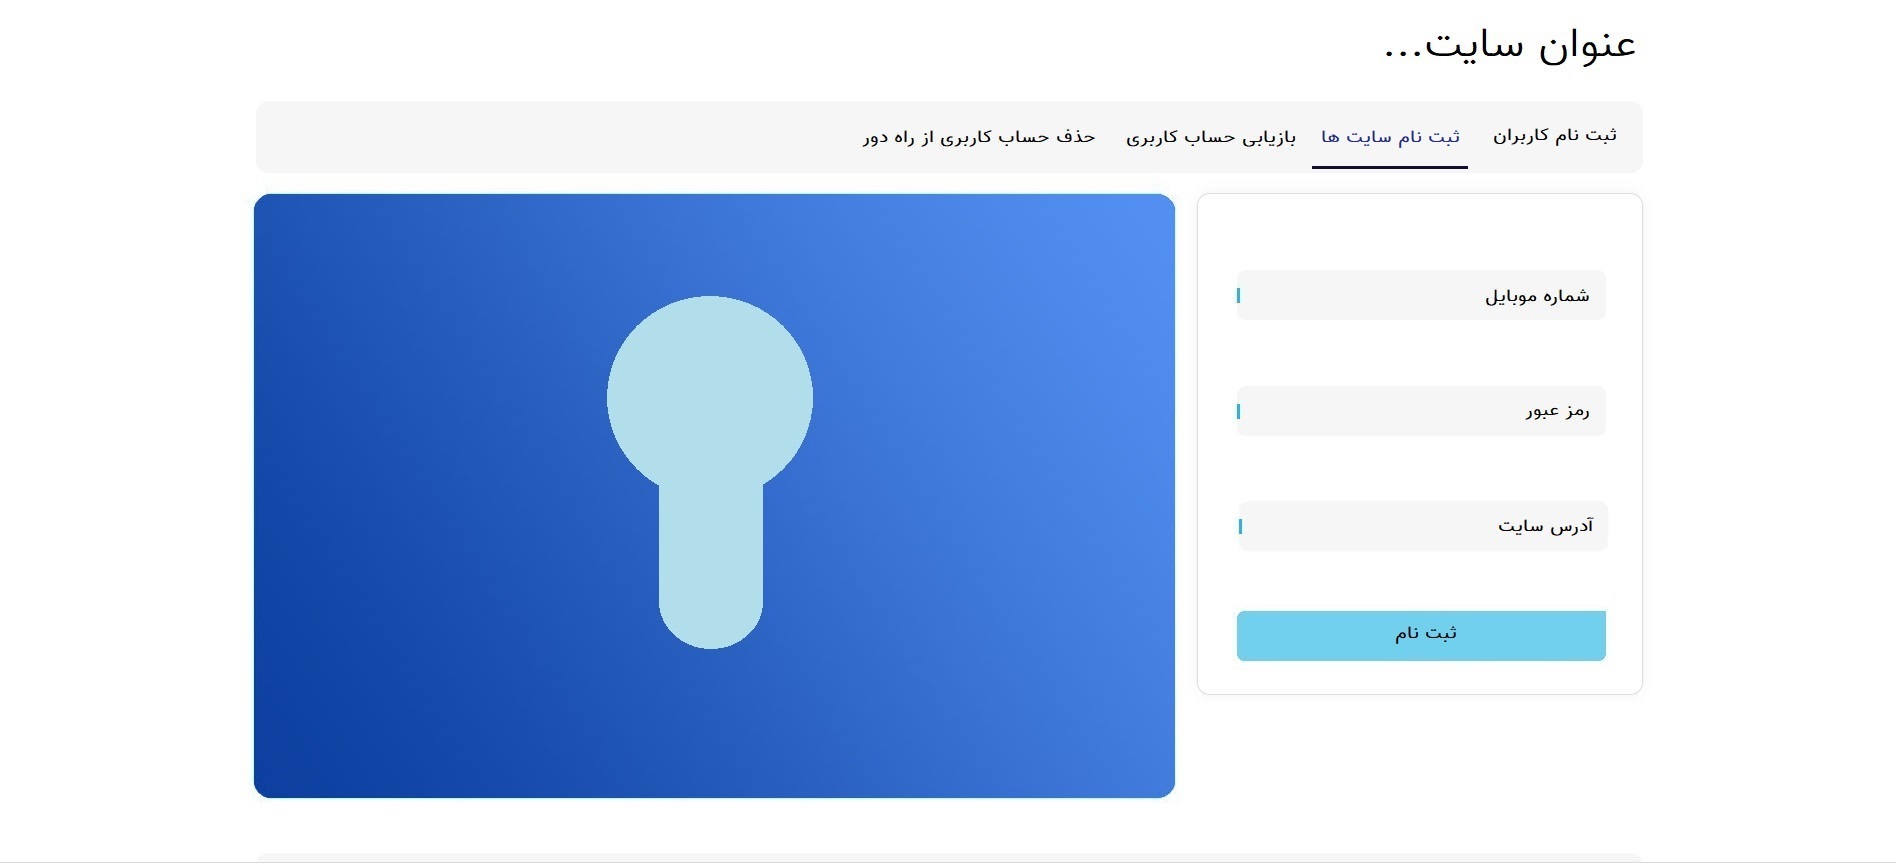 عنوان سایت...
ثبت نام کاربران ثبت نام سایت ها بازیابی حساب کاربری حذف حساب کاربری از راه دور
شماره موبایل
رمز عبور
آدرس سایت
ثبت نام